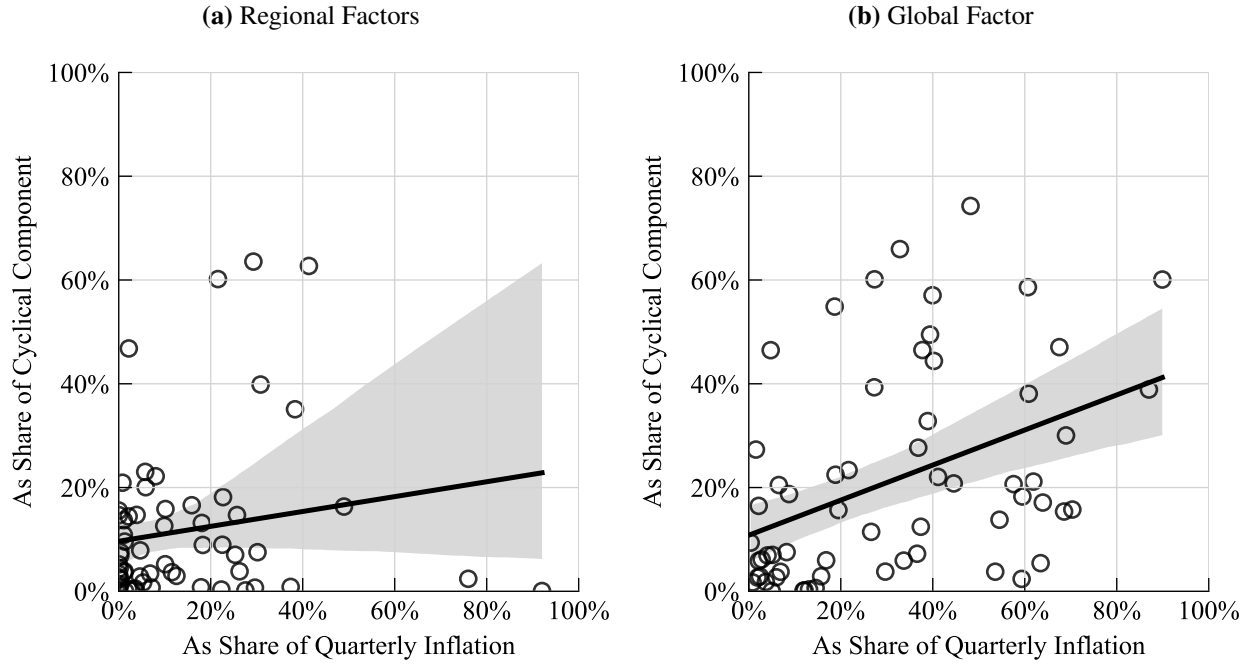 (a) Regional Factors
100%
80%
60%
40%
20%
0%
As Share of Cyclical Component
0% 20% 40% 60% 80% 100%
As Share of Quarterly Inflation
(b) Global Factor
100%
80%
60%
40%
20%
0%
As Share of Cyclical Component
0% 20% 40% 60% 80% 100%
As Share of Quarterly Inflation